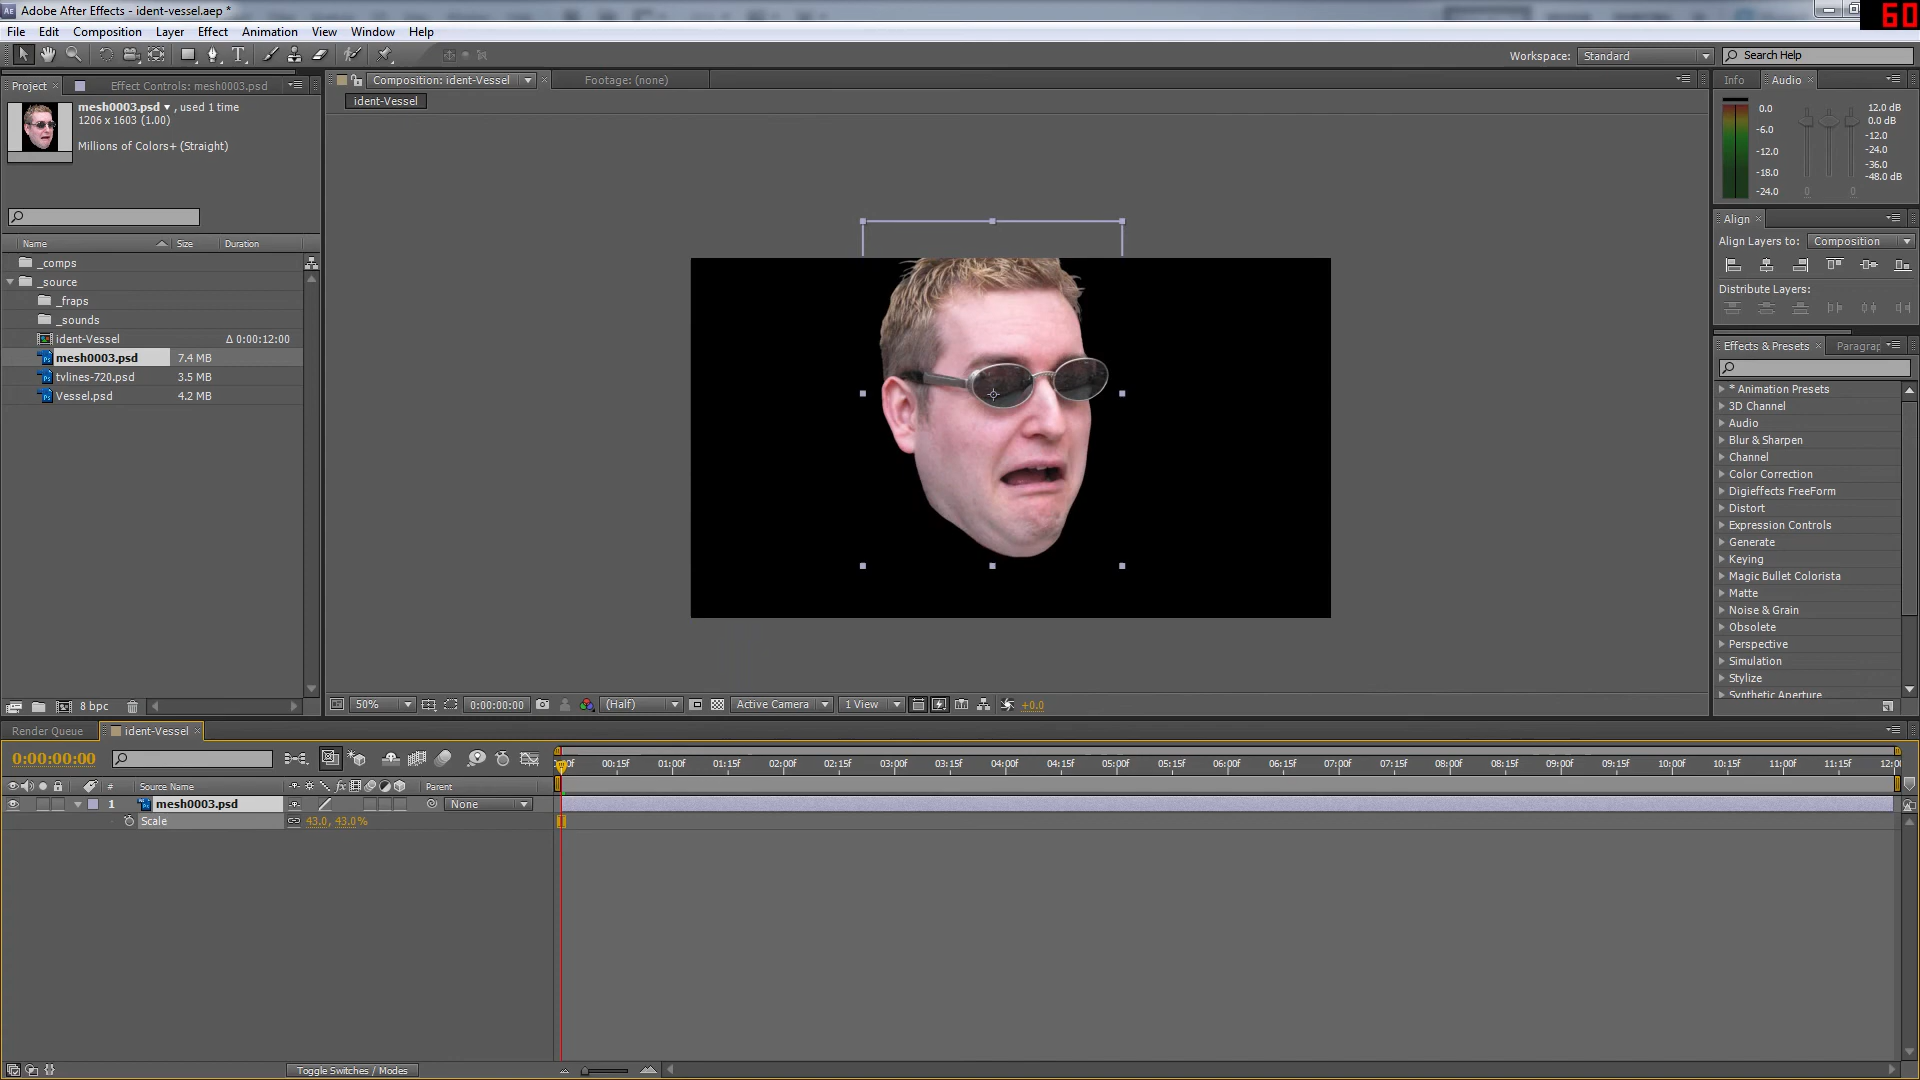 Adobe After Effects - ident-vessel.aep *
60
File Edit Composition Layer Effect Animation View Window Help
Workspace: Standard Search Help
Project Effect Controls: mesh0003.psd
mesh0003.psd , used 1 time
1206 x 1603 (1.00)
Millions of Colors+ (Straight)
Name Size Duration
_comps
_source
_fraps
_sounds
ident-Vessel Δ 0:00:12:00
mesh0003.psd 7.4 MB
tvlines-720.psd 3.5 MB
Vessel.psd 4.2 MB
8 bpc
Composition: ident-Vessel Footage: (none)
ident-Vessel
50% 0:00:00:00 (Half) Active Camera 1 View +0.0
Info Audio
0.0 12.0 dB
-6.0 0.0 dB
-12.0 -12.0
-18.0 -24.0
-24.0 -36.0
-48.0 dB
0 0
Align
Align Layers to: Composition
Distribute Layers:
Effects & Presets Paragrap
* Animation Presets
3D Channel
Audio
Blur & Sharpen
Channel
Color Correction
Digieffects FreeForm
Distort
Expression Controls
Generate
Keying
Magic Bullet Colorista
Matte
Noise & Grain
Obsolete
Perspective
Simulation
Stylize
Synthetic Aperture
Render Queue ident-Vessel
0:00:00:00
00:15f 01:00f 01:15f 02:00f 02:15f 03:00f 03:15f 04:00f 04:15f 05:00f 05:15f 06:00f 06:15f 07:00f 07:15f 08:00f 08:15f 09:00f 09:15f 10:00f 10:15f 11:00f 11:15f 12:00
# Source Name fx Parent
1 mesh0003.psd None
Scale 43.0, 43.0%
Toggle Switches / Modes